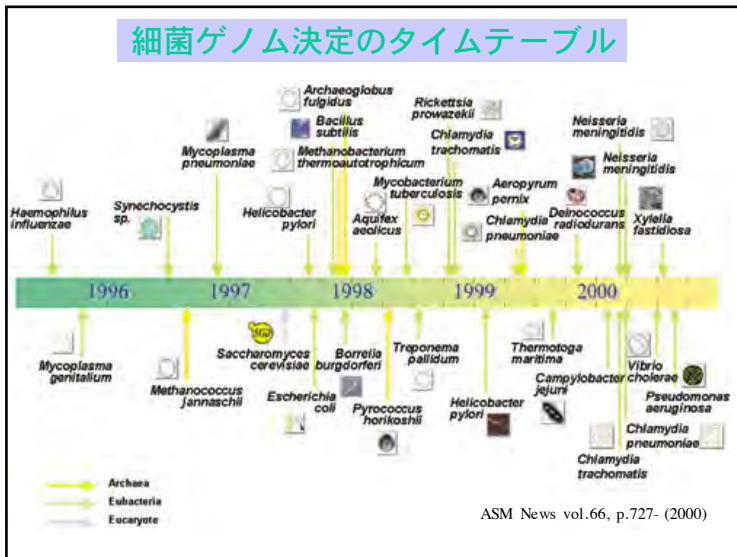 細菌ゲノム決定のタイムテーブル
Archaeoglobus
fulgidus
Bacillus
subtilis
Mycoplasma
pneumoniae
Methanobacterium
thermoautotrophicum
Rickettsia
prowazekii
Chlamydia
trachomatis
Neisseria
meningitidis
Neisseria
meningitidis
Haemophilus
influenzae
Synechocystis
sp.
Helicobacter
pylori
Mycobacterium
tuberculosis
Aquifex
aeolicus
Aeropyrum
pernix
Chlamydia
pneumoniae
Deinococcus
radiodurans
Xylella
fastidiosa
1996 1997 1998 1999 2000
Mycoplasma
genitalium
Methanococcus
jannaschii
SGD
Saccharomyces
cerevisiae
Escherichia
coli
Borrelia
burgdorferi
Pyrococcus
horikoshii
Treponema
pallidum
Helicobacter
pylori
Thermotoga
maritima
Campylobacter
jejuni
Vibrio
cholerae
Pseudomonas
aeruginosa
Chlamydia
pneumoniae
Chlamydia
trachomatis
Archaea
Eubacteria
Eucaryote
ASM News vol.66, p.727- (2000)